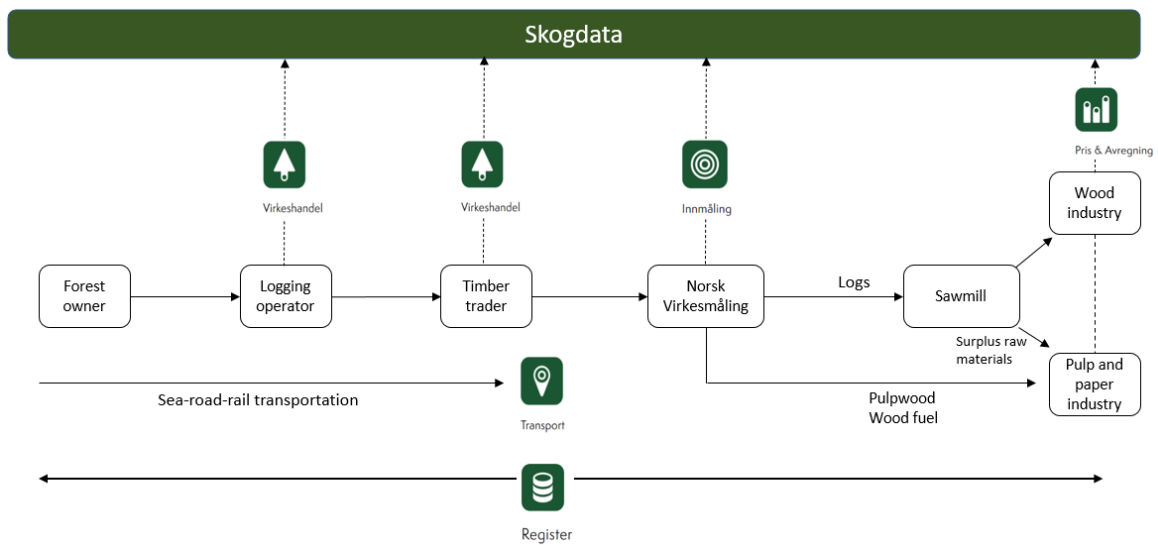 Skogdata
Pris & Avregning
Virkeshandel
Virkeshandel
Innmåling
Wood
industry
Forest
owner
Logging
operator
Timber
trader
Norsk
Virkesmåling
Logs
Sawmill
Surplus raw
materials
Pulp and
paper
industry
Sea-road-rail transportation
Transport
Pulpwood
Wood fuel
Register